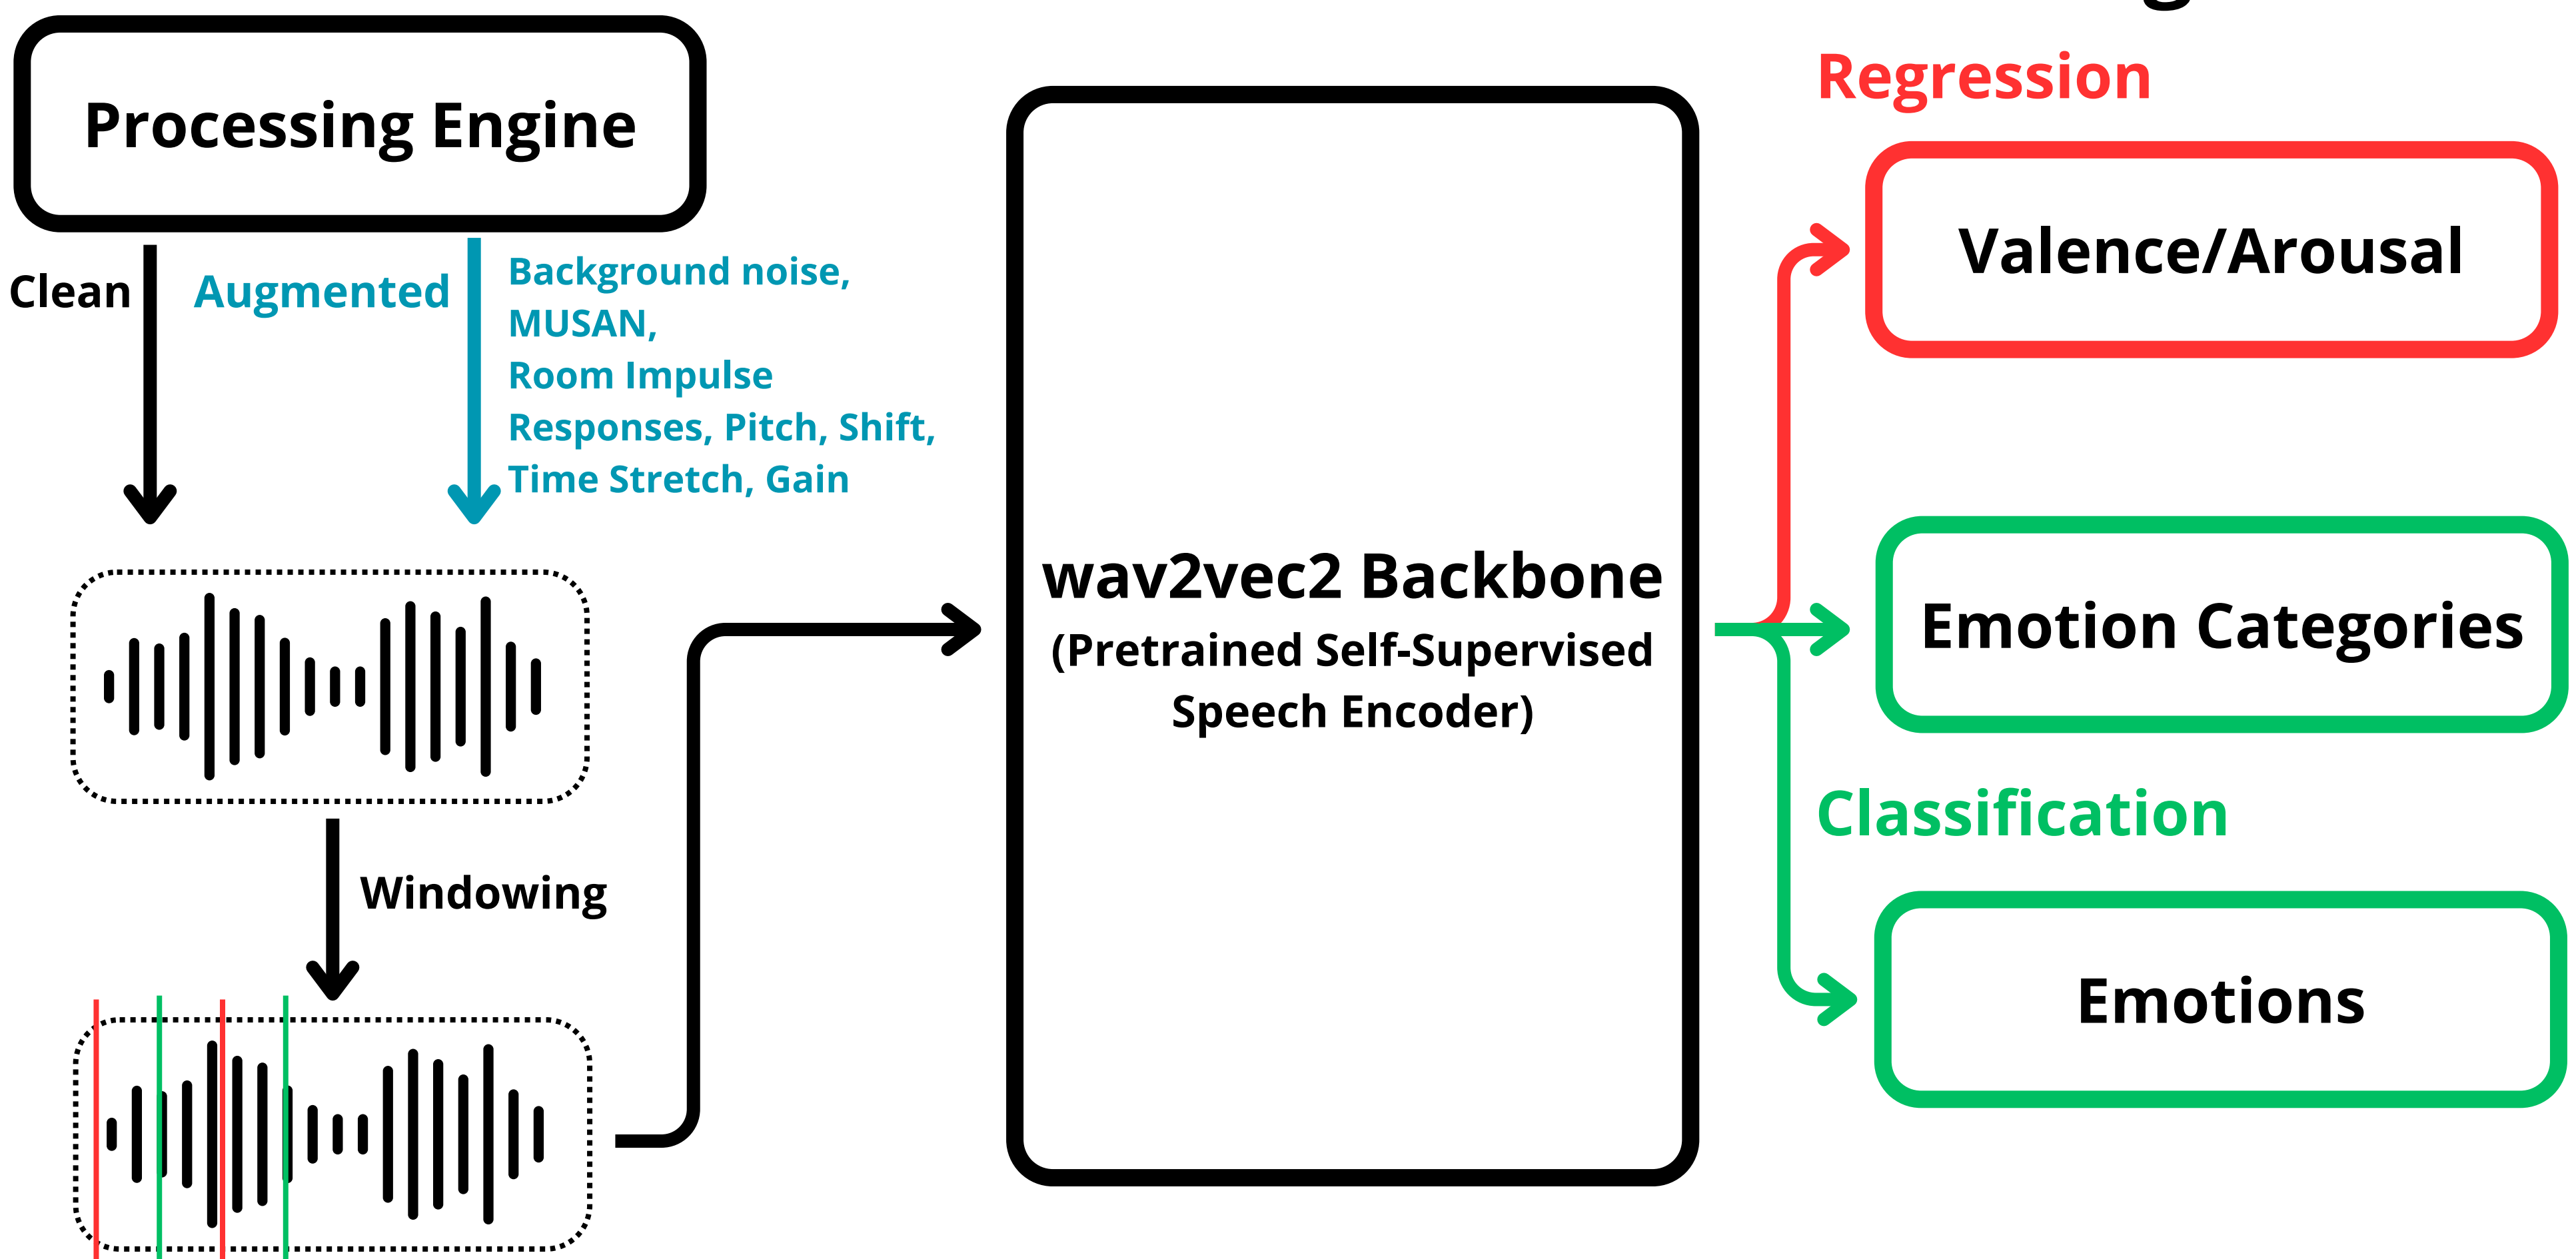 Processing Engine
Clean
Augmented
Background noise,
MUSAN,
Room Impulse
Responses, Pitch, Shift,
Time Stretch, Gain
Windowing
wav2vec2 Backbone
(Pretrained Self-Supervised
Speech Encoder)
Regression
Valence/Arousal
Emotion Categories
Classification
Emotions